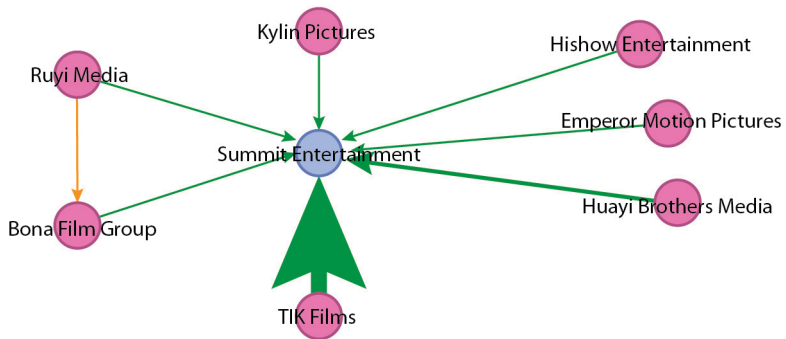 Kylin Pictures
Hishow Entertainment
Ruyi Media
Emperor Motion Pictures
Summit Entertainment
Huayi Brothers Media
Bona Film Group
TIK Films